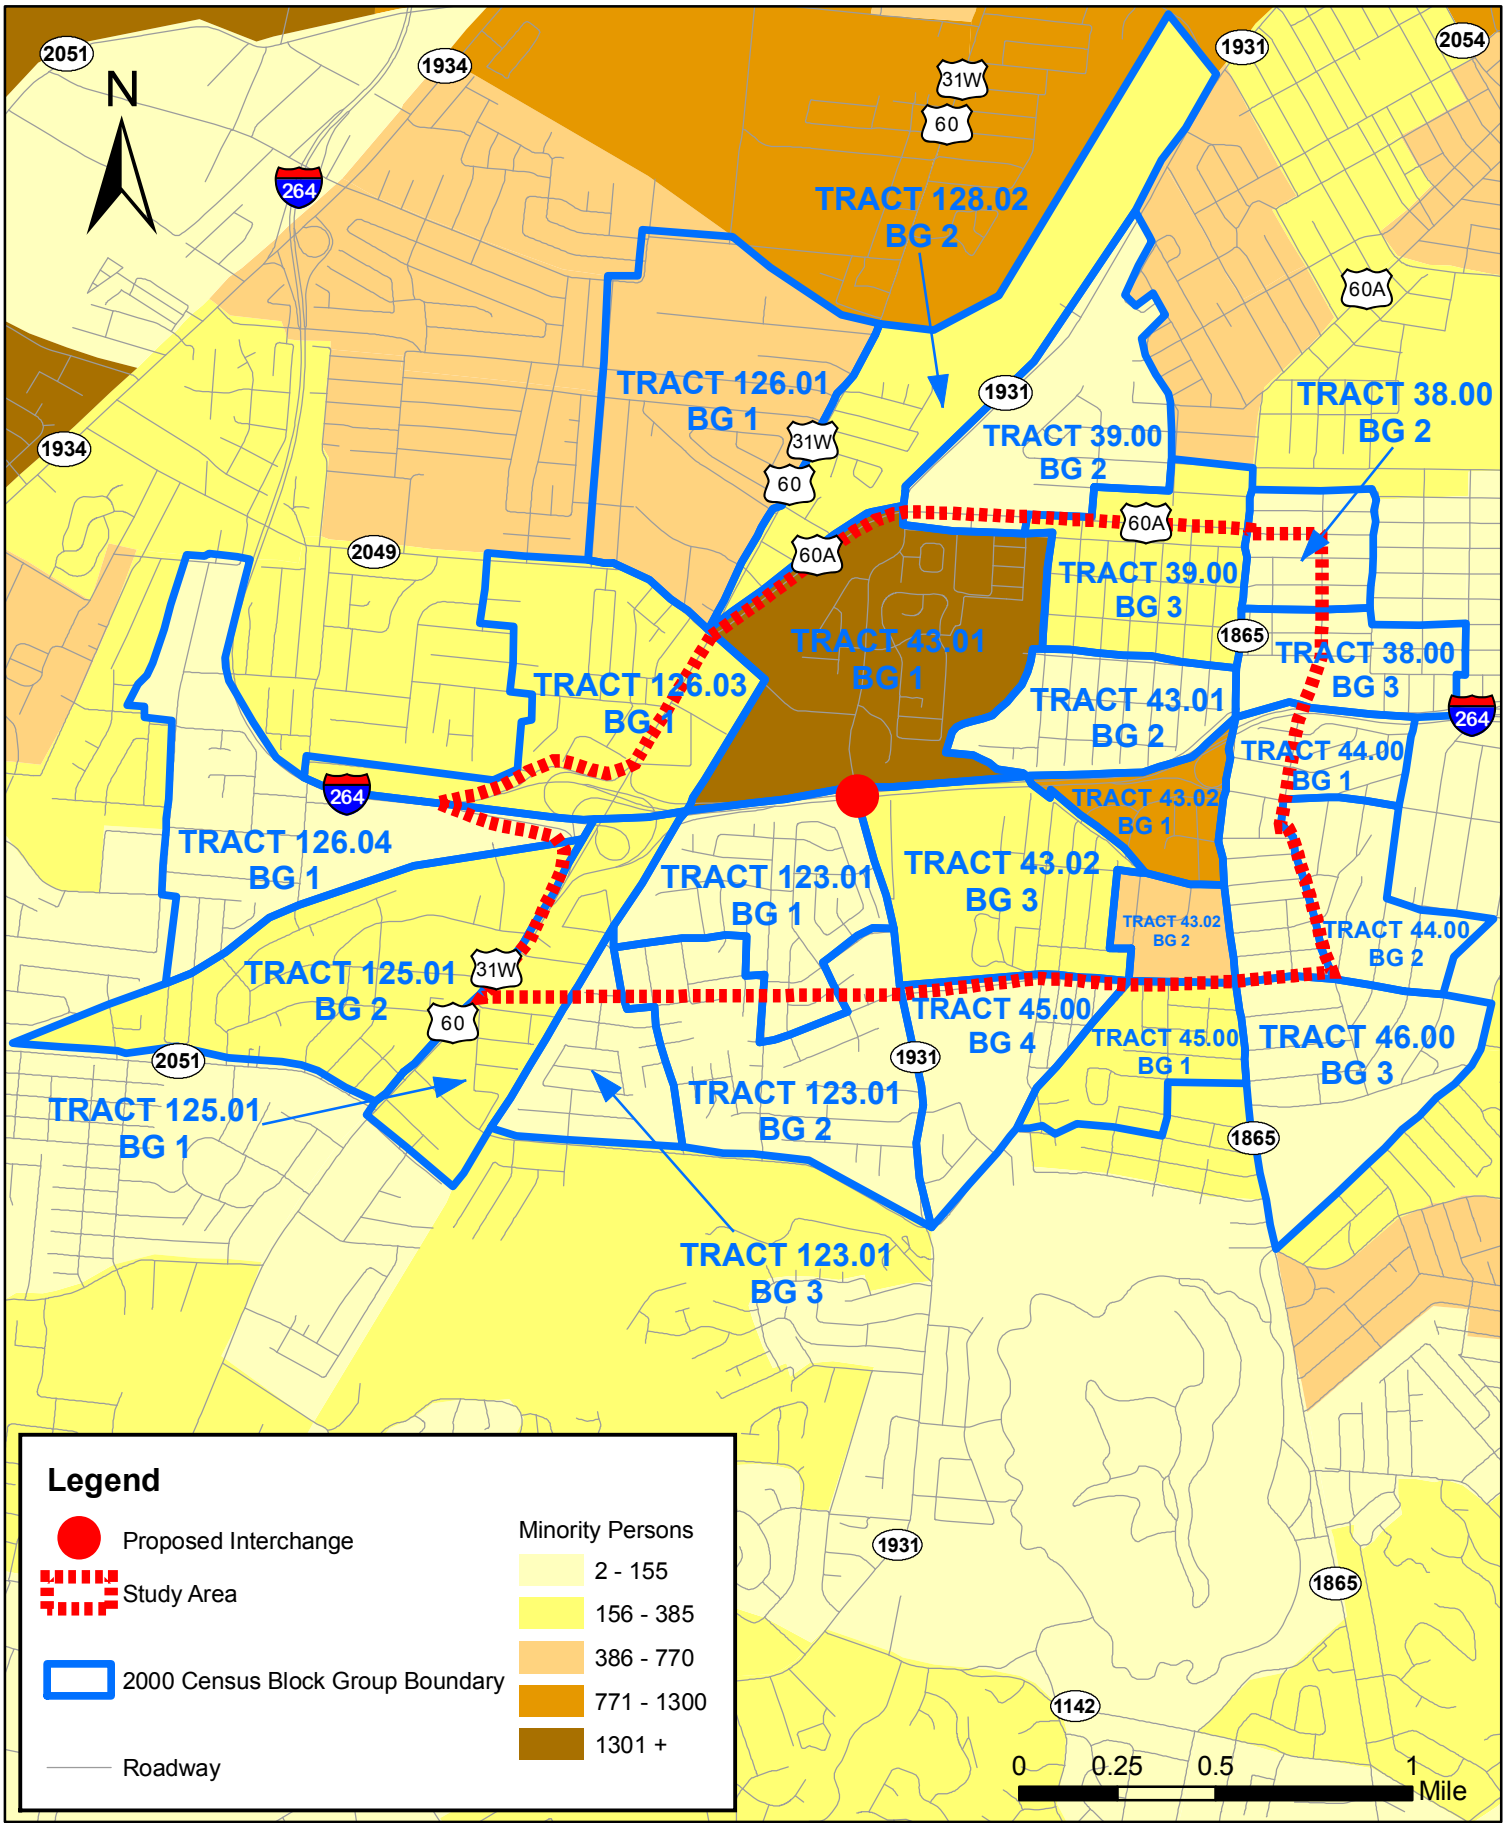 2051
1934
1931
2054
N
31W
60
264
TRACT 128.02
BG 2
60A
TRACT 126.01
BG 1
1931
TRACT 38.00
BG 2
31W
1934
TRACT 39.00
BG 2
60
60A
2049
60A
TRACT 39.00
BG 3
1865
TRACT 43.01
BG 1
TRACT 38.00
BG 3
TRACT 126.03
BG 1
TRACT 43.01
BG 2
264
TRACT 44.00
BG 1
264
TRACT 43.02
BG 1
TRACT 126.04
BG 1
TRACT 123.01
BG 1
TRACT 43.02
BG 3
TRACT 43.02
BG 2
TRACT 44.00
BG 2
31W
TRACT 125.01
BG 2
60
TRACT 45.00
BG 4
TRACT 45.00
BG 1
TRACT 46.00
BG 3
2051
1931
TRACT 123.01
BG 2
TRACT 125.01
BG 1
1865
TRACT 123.01
BG 3
Legend
Proposed Interchange
Study Area
2000 Census Block Group Boundary
Roadway
Minority Persons
2 - 155
156 - 385
386 - 770
771 - 1300
1301 +
1931
1865
1142
0 0.25 0.5 1
Mile